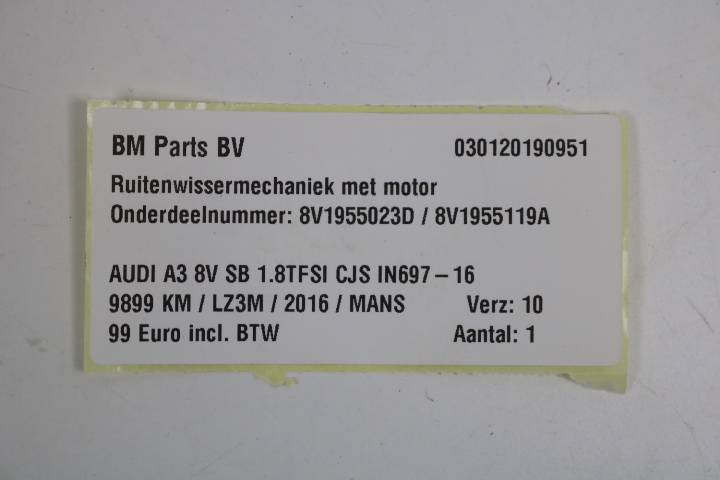 BM Parts BV 030120190951
Ruitenwissermechaniek met motor
Onderdeelnummer: 8V1955023D / 8V1955119A
AUDI A3 8V SB 1.8TFSI CJS IN697-16
9899 KM / LZ3M / 2016 / MANS Verz: 10
99 Euro incl. BTW Aantal: 1